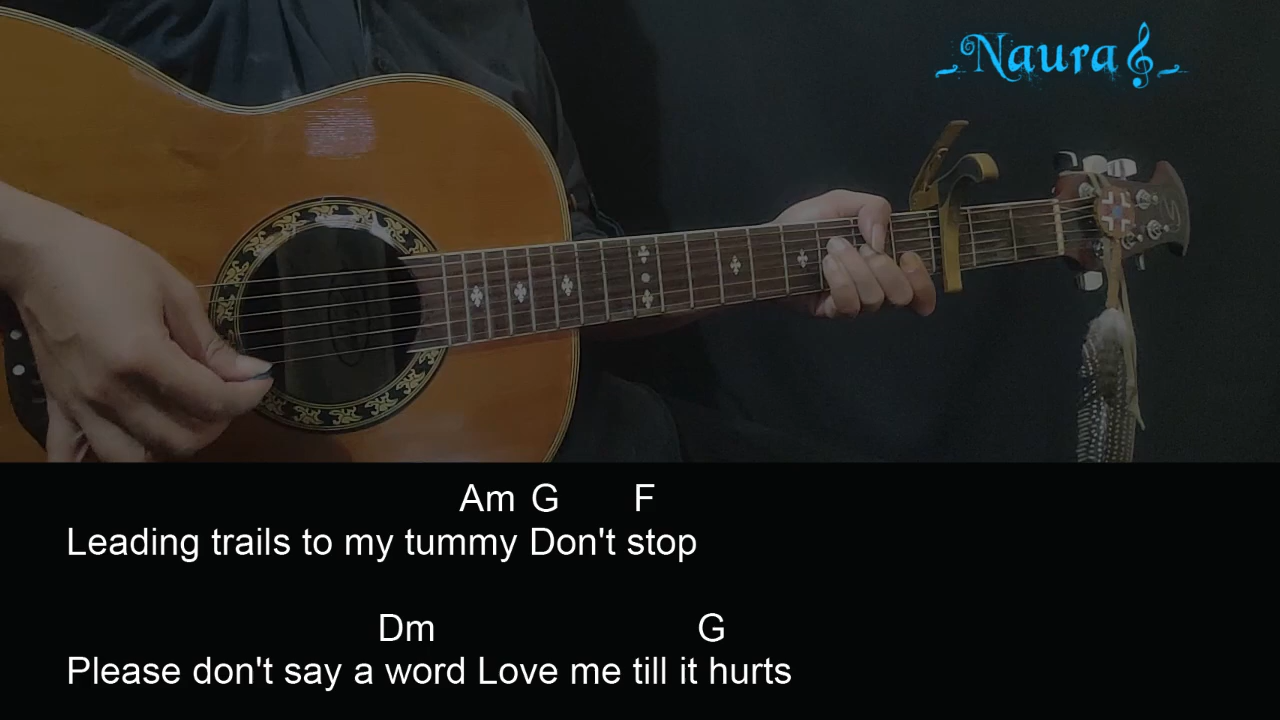 Naura
Am G F
Leading trails to my tummy Don't stop
Dm G
Please don't say a word Love me till it hurts